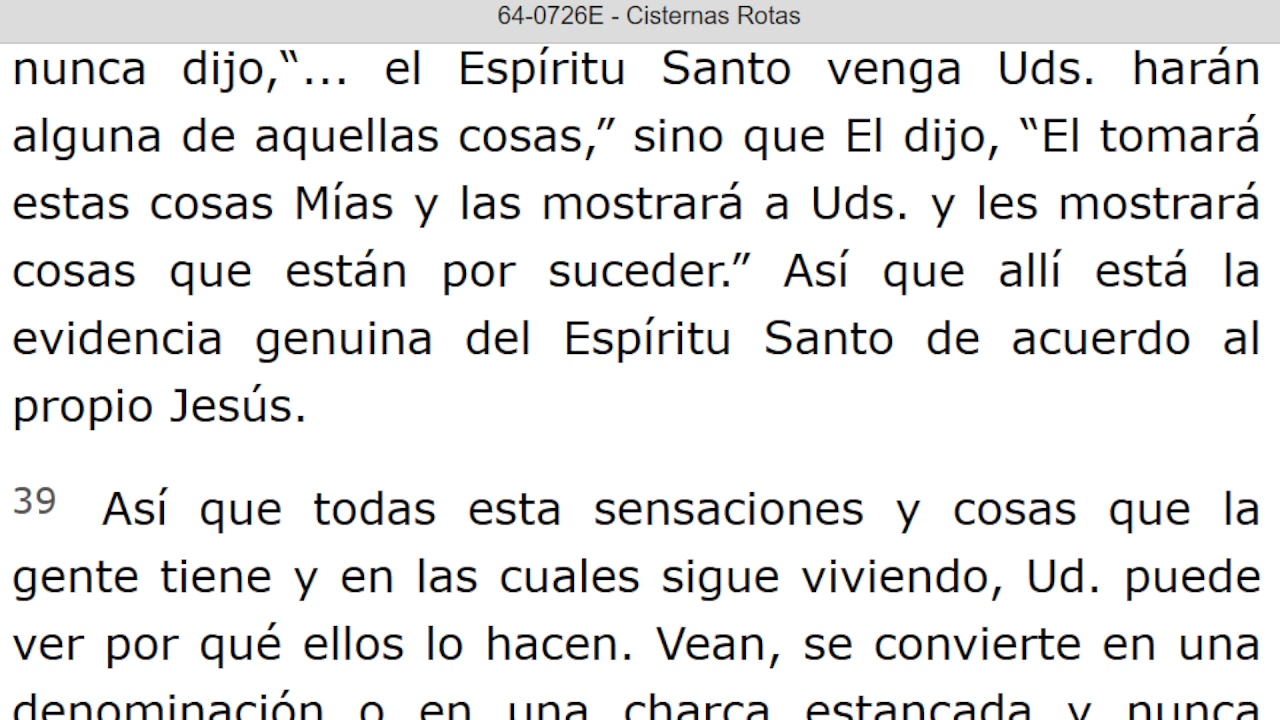 64-0726E - Cisternas Rotas
nunca dijo,“... el Espíritu Santo venga Uds. harán
alguna de aquellas cosas,” sino que El dijo, “El tomará
estas cosas Mías y las mostrará a Uds. y les mostrará
cosas que están por suceder.” Así que allí está la
evidencia genuina del Espíritu Santo de acuerdo al
propio Jesús.
39 Así que todas esta sensaciones y cosas que la
gente tiene y en las cuales sigue viviendo, Ud. puede
ver por qué ellos lo hacen. Vean, se convierte en una
denominación o en una charca estancada y nunca